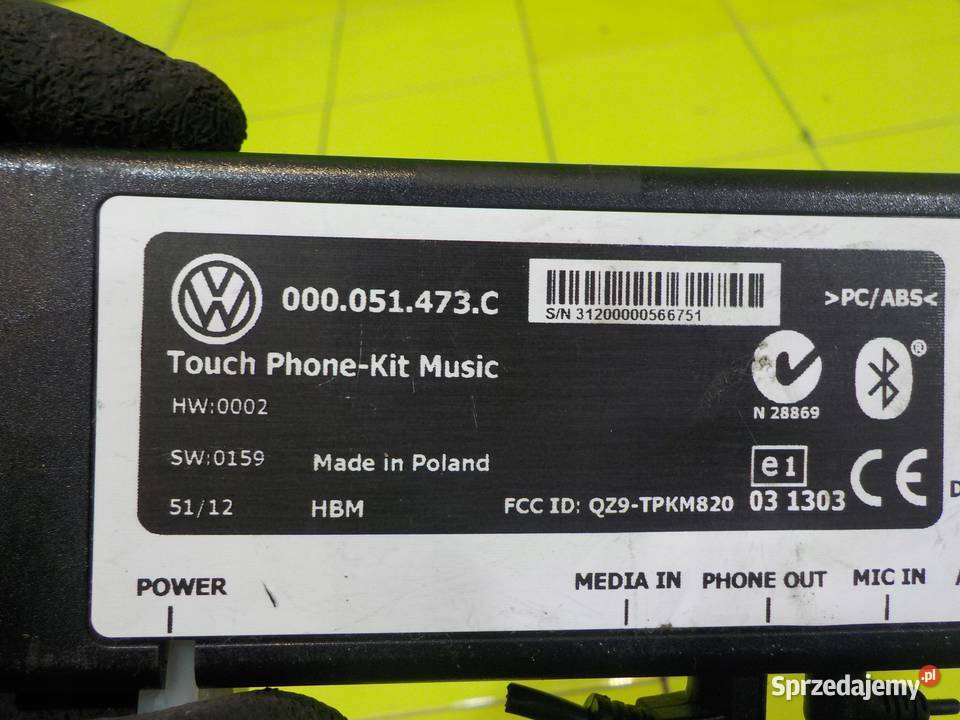 000.051.473.C
S/N 31200000566751
>PC/ABS<
Touch Phone-Kit Music
N 28869
HW:0002
SW:0159
Made in Poland
e1
51/12
HBM
FCC ID: QZ9-TPKM820
03 1303
CE
POWER
MEDIA IN
PHONE OUT
MIC IN
Sprzedajemy.pl